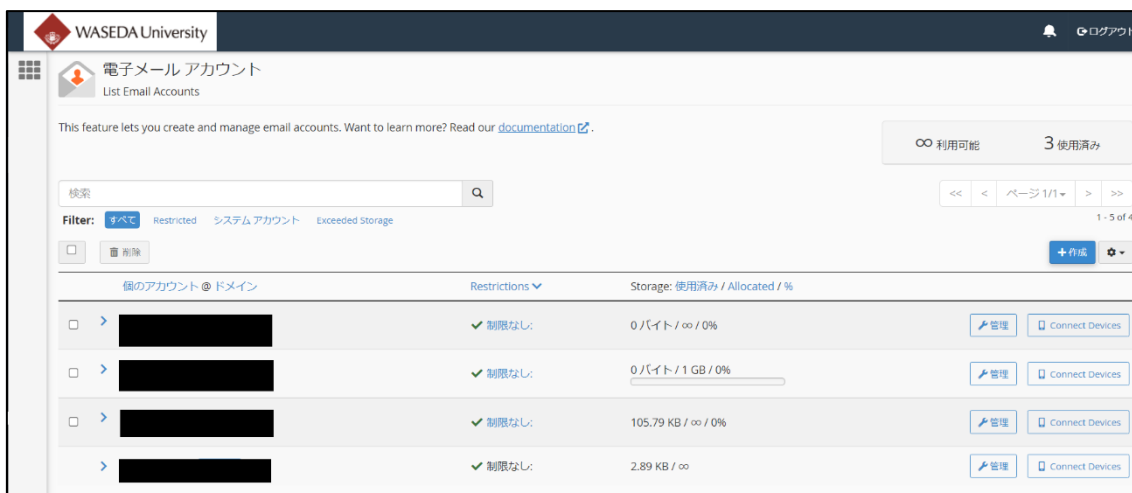 WASEDA University
ログアウト
電子メール アカウント
List Email Accounts
This feature lets you create and manage email accounts. Want to learn more? Read our documentation .
∞ 利用可能 3 使用済み
検索
<< < ページ 1/1 > >>
Filter: すべて Restricted システム アカウント Exceeded Storage
1 - 5 of 4
削除
+作成
個のアカウント @ ドメイン Restrictions Storage: 使用済み / Allocated / %
制限なし: 0 バイト / ∞ / 0% 管理 Connect Devices
制限なし: 0 バイト / 1 GB / 0% 管理 Connect Devices
制限なし: 105.79 KB / ∞ / 0% 管理 Connect Devices
制限なし: 2.89 KB / ∞ 管理 Connect Devices